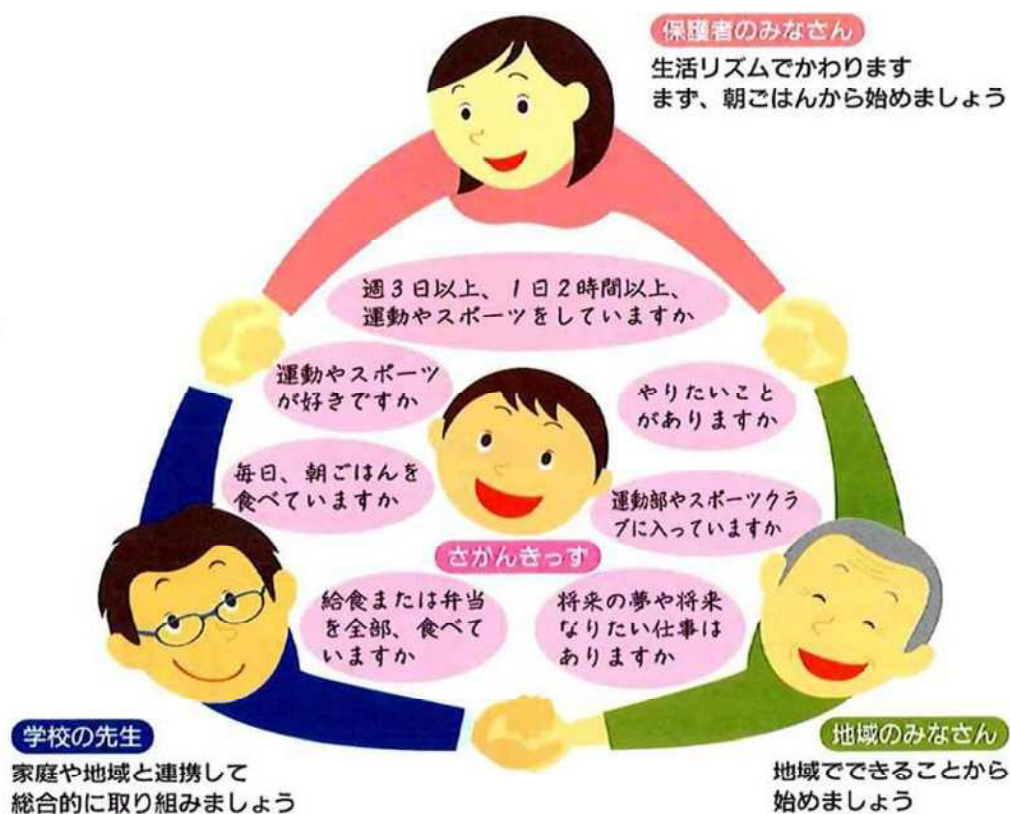 保護者のみなさん
生活リズムでかわります
まず、朝ごはんから始めましょう
週3日以上、1日2時間以上、
運動やスポーツをしていますか
運動やスポーツ
が好きですか
やりたいこと
がありますか
毎日、朝ごはんを
食べていますか
運動部やスポーツクラ
ブに入っていますか
さかんきっず
給食または弁当
を全部、食べて
いますか
将来の夢や将来
なりたい仕事は
ありますか
学校の先生
家庭や地域と連携して
総合的に取り組みましょう
地域のみなさん
地域でできることから
始めましょう